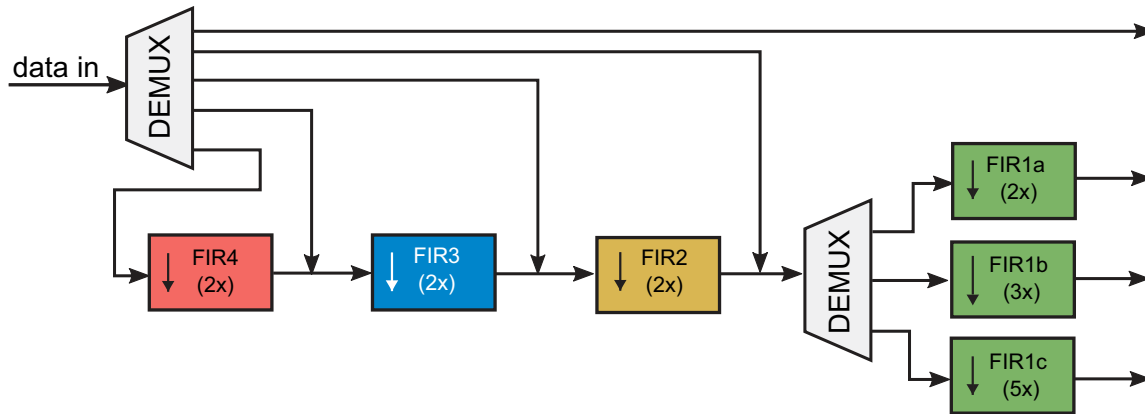 data in
DEMUX
FIR4
(2x)
FIR3
(2x)
FIR2
(2x)
DEMUX
FIR1a
(2x)
FIR1b
(3x)
FIR1c
(5x)